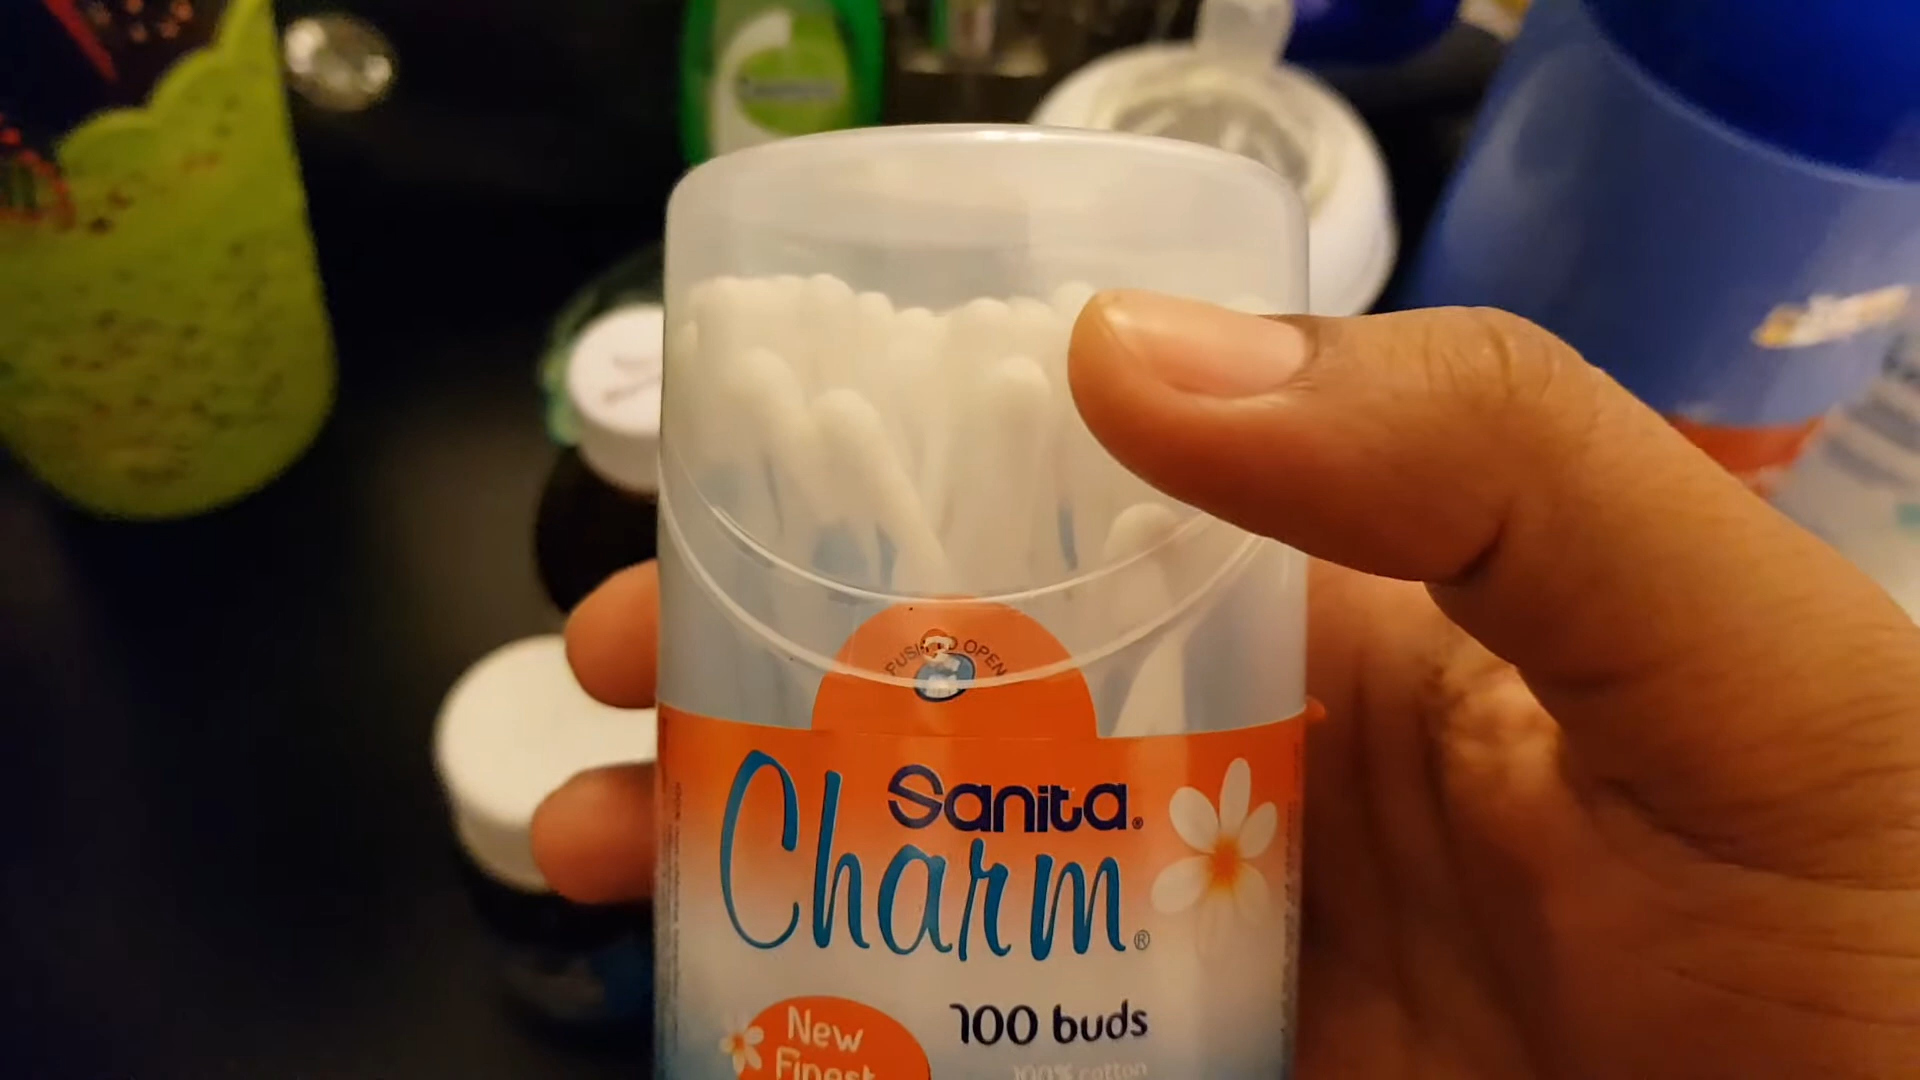 PUSH TO OPEN
Sanita®
Charm®
100 buds
100% cotton
New
Finest